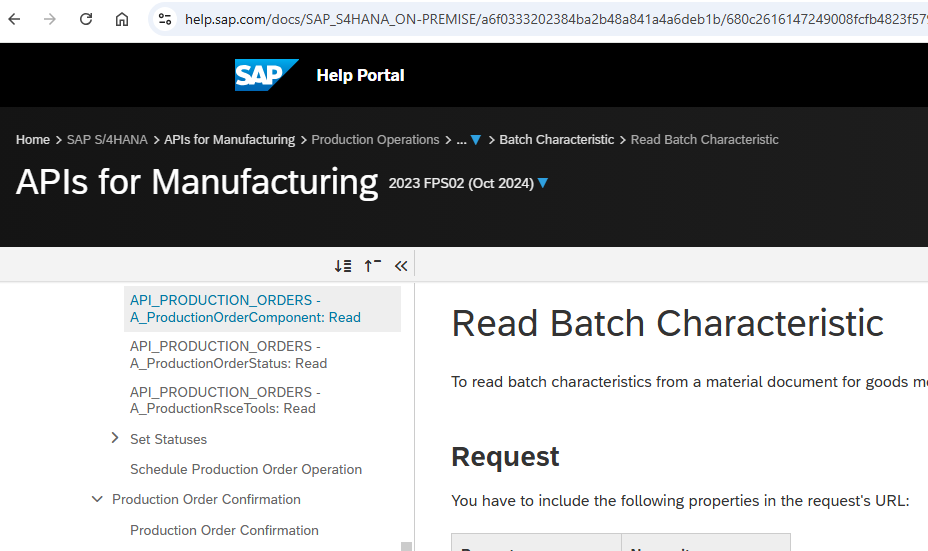 help.sap.com/docs/SAP_S4HANA_ON-PREMISE/a6f0333202384ba2b48a841a4a6deb1b/680c2616147249008fcfb4823f57
SAP Help Portal
Home > SAP S/4HANA > APIs for Manufacturing > Production Operations > ... ▼ > Batch Characteristic > Read Batch Characteristic
APIs for Manufacturing 2023 FPS02 (Oct 2024) ▼
API_PRODUCTION_ORDERS -
A_ProductionOrderComponent: Read
API_PRODUCTION_ORDERS -
A_ProductionOrderStatus: Read
API_PRODUCTION_ORDERS -
A_ProductionRsceTools: Read
Set Statuses
Schedule Production Order Operation
Production Order Confirmation
Production Order Confirmation
Read Batch Characteristic
To read batch characteristics from a material document for goods m
Request
You have to include the following properties in the request's URL: